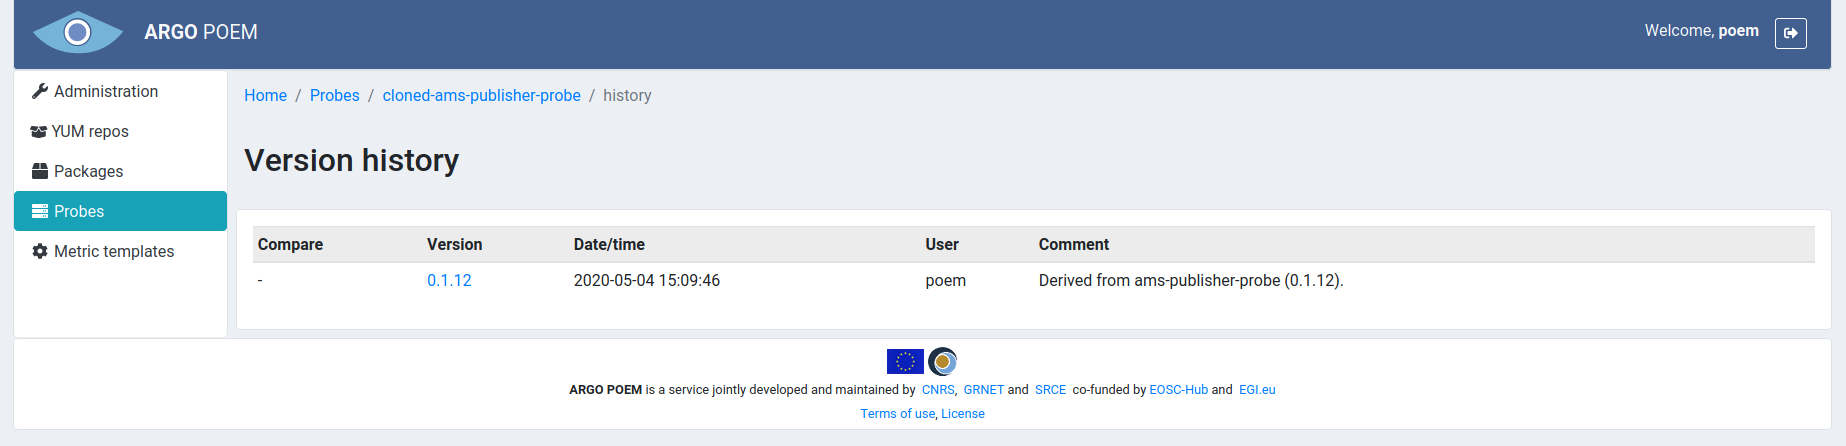 ARGO POEM
Welcome, poem
Administration
YUM repos
Packages
Probes
Metric templates
Home / Probes / cloned-ams-publisher-probe / history
Version history
Compare Version Date/time User Comment
- 0.1.12 2020-05-04 15:09:46 poem Derived from ams-publisher-probe (0.1.12).
ARGO POEM is a service jointly developed and maintained by CNRS, GRNET and SRCE co-funded by EOSC-Hub and EGI.eu
Terms of use, License